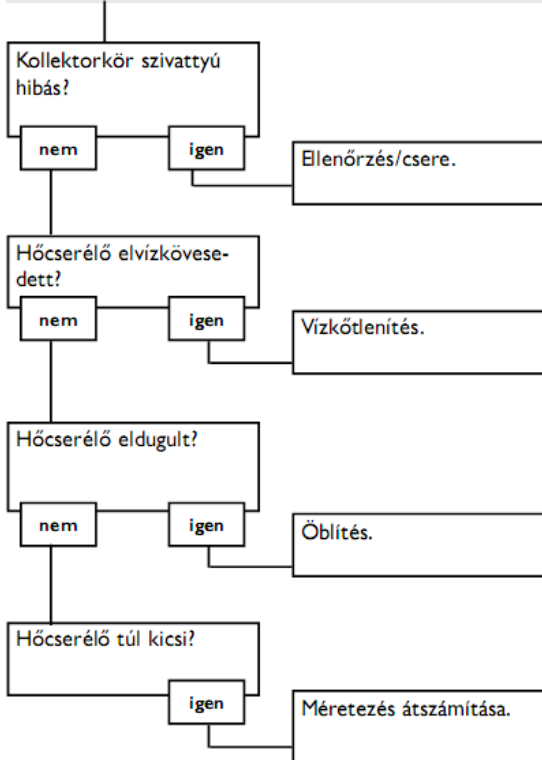 Kollektorkör szivattyú
hibás?
nem
igen
Ellenőrzés/csere.
Hőcserélő elvízkövese-
dett?
nem
igen
Vízkőtlenítés.
Hőcserélő eldugult?
nem
igen
Öblítés.
Hőcserélő túl kicsi?
igen
Méretezés átszámítása.